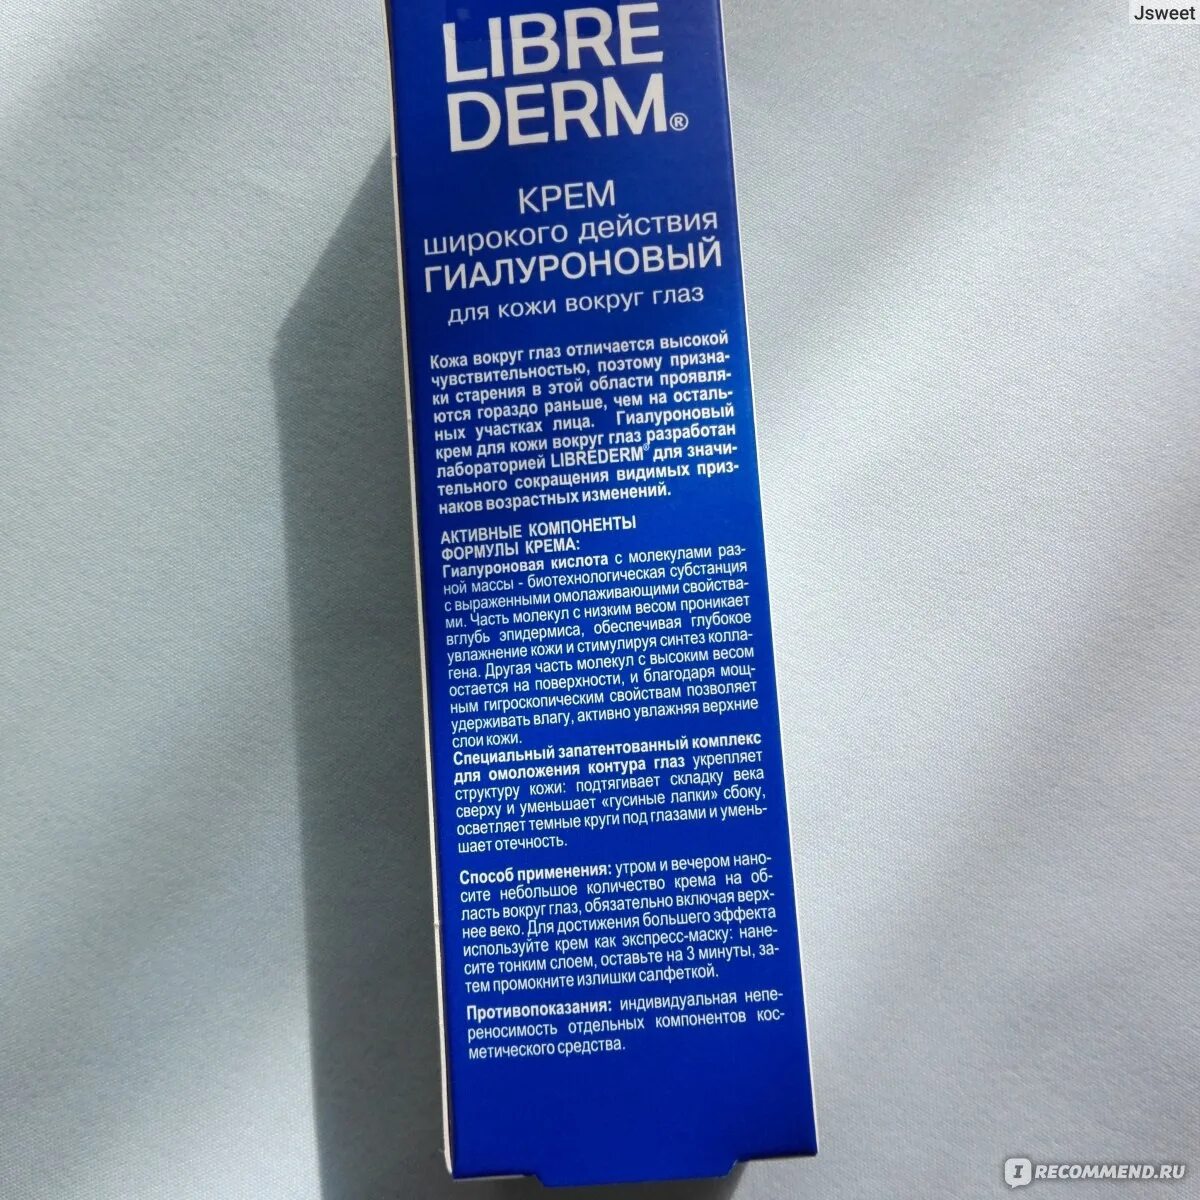 Jsweet
LIBRE
DERM®
КРЕМ
широкого действия
ГИАЛУРОНОВЫЙ
для кожи вокруг глаз
Кожа вокруг глаз отличается высокой
чувствительностью, поэтому призна-
ки старения в этой области проявля-
ются гораздо раньше, чем на осталь-
ных участках лица. Гиалуроновый
крем для кожи вокруг глаз разработан
лабораторией LIBREDERM® для значи-
тельного сокращения видимых приз-
наков возрастных изменений.
АКТИВНЫЕ КОМПОНЕНТЫ
ФОРМУЛЫ КРЕМА:
Гиалуроновая кислота с молекулами раз-
ной массы - биотехнологическая субстанция
с выраженными омолаживающими свойства-
ми. Часть молекул с низким весом проникает
вглубь эпидермиса, обеспечивая глубокое
увлажнение кожи и стимулируя синтез колла-
гена. Другая часть молекул с высоким весом
остается на поверхности, и благодаря мощ-
ным гигроскопическим свойствам позволяет
удерживать влагу, активно увлажняя верхние
слои кожи.
Специальный запатентованный комплекс
для омоложения контура глаз укрепляет
структуру кожи: подтягивает складку века
сверху и уменьшает «гусиные лапки» сбоку,
осветляет темные круги под глазами и умень-
шает отечность.
Способ применения: утром и вечером нано-
сите небольшое количество крема на об-
ласть вокруг глаз, обязательно включая верх-
нее веко. Для достижения большего эффекта
используйте крем как экспресс-маску: нане-
сите тонким слоем, оставьте на 3 минуты, за-
тем промокните излишки салфеткой.
Противопоказания: индивидуальная непе-
реносимость отдельных компонентов кос-
метического средства.
IRECOMMEND.RU